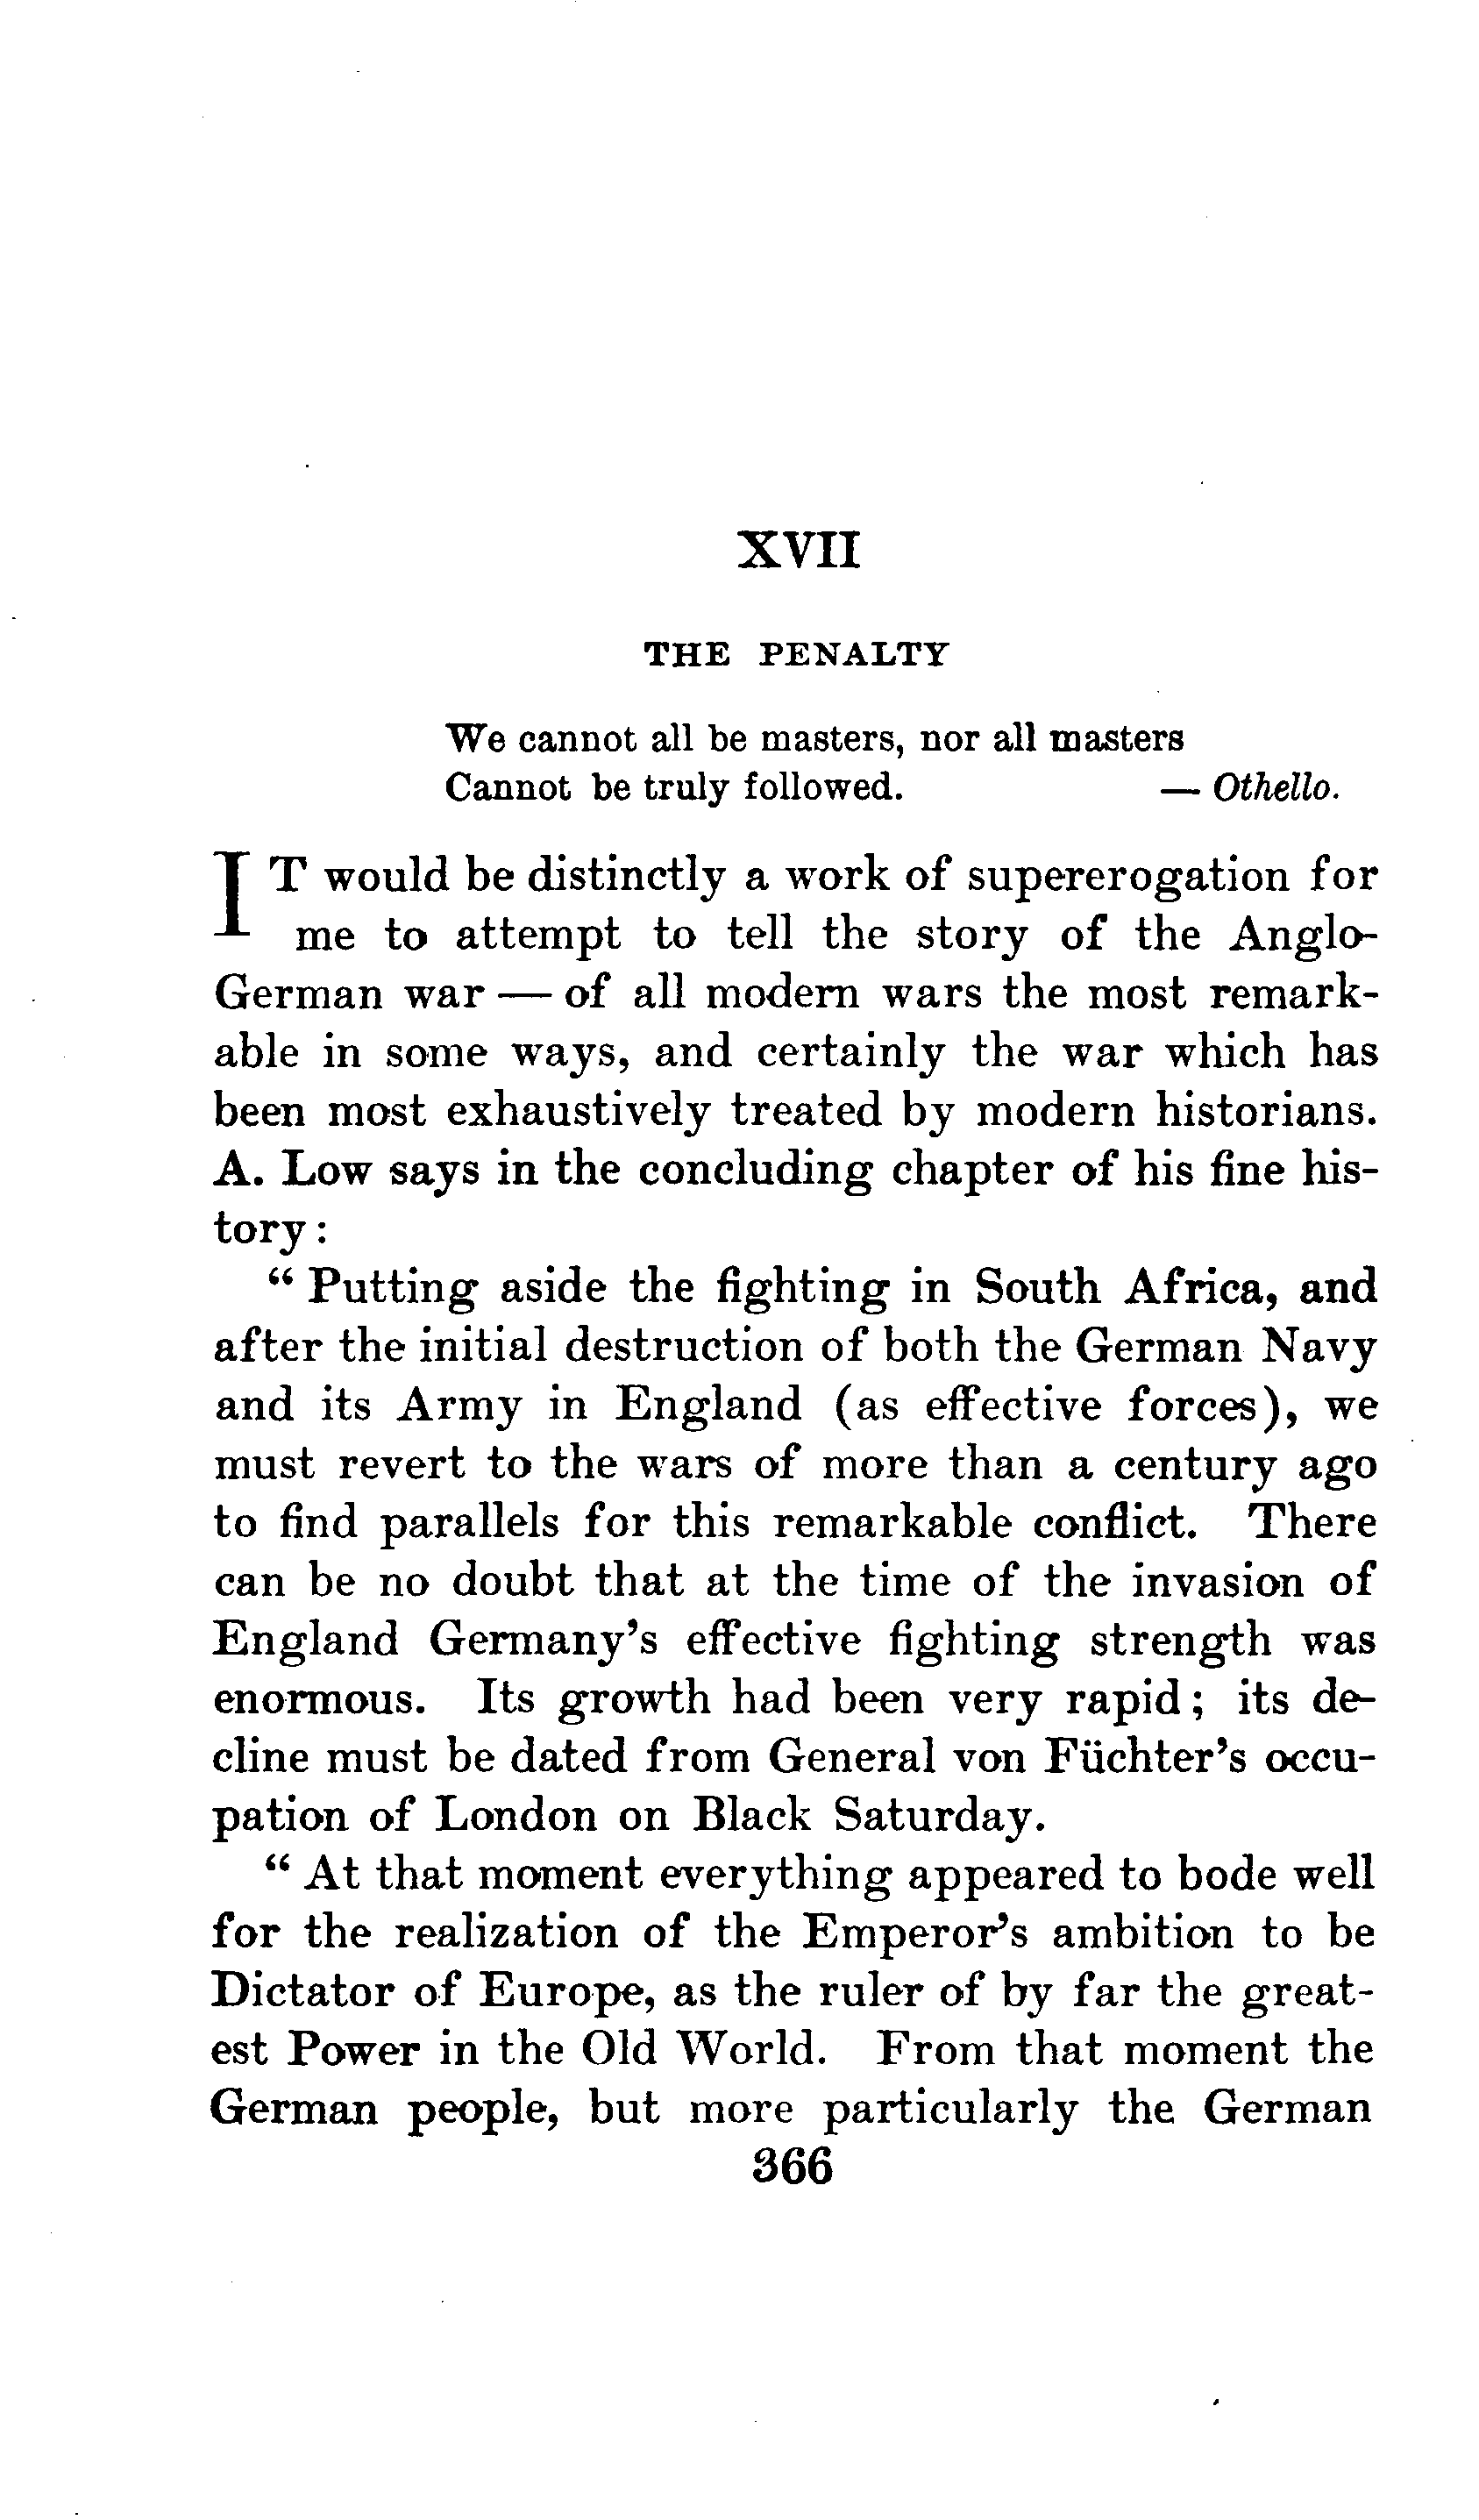 XVII
THE PENALTY
We cannot all be masters, nor all masters
Cannot be truly followed. — Othello.
IT would be distinctly a work of supererogation for
me to attempt to tell the story of the Anglo-
German war — of all modern wars the most remark-
able in some ways, and certainly the war which has
been most exhaustively treated by modern historians.
A. Low says in the concluding chapter of his fine his-
tory:
“ Putting aside the fighting in South Africa, and
after the initial destruction of both the German Navy
and its Army in England (as effective forces), we
must revert to the wars of more than a century ago
to find parallels for this remarkable conflict. There
can be no doubt that at the time of the invasion of
England Germany’s effective fighting strength was
enormous. Its growth had been very rapid; its de-
cline must be dated from General von Füchter’s occu-
pation of London on Black Saturday.
“ At that moment everything appeared to bode well
for the realization of the Emperor’s ambition to be
Dictator of Europe, as the ruler of by far the great-
est Power in the Old World. From that moment the
German people, but more particularly the German
366